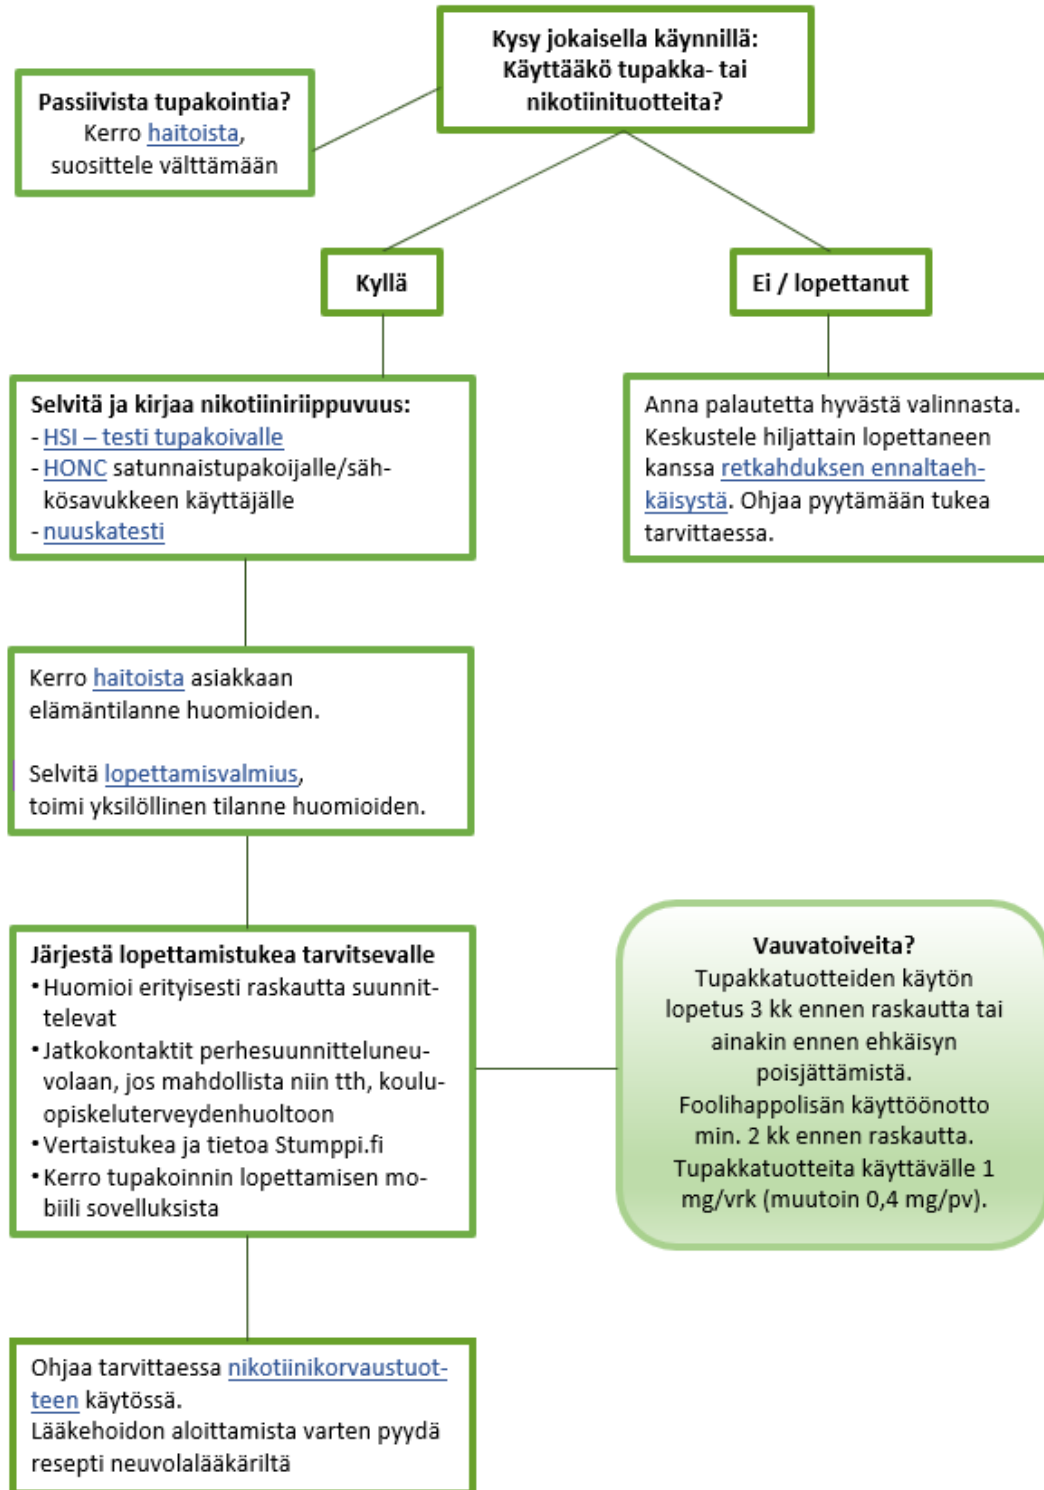 Kysy jokaisella käynnillä:
Käyttääkö tupakka- tai
nikotiinituotteita?
Passiivista tupakointia?
Kerro haitoista,
suosittele välttämään
Kyllä
Ei / lopettanut
Selvitä ja kirjaa nikotiiniriippuvuus:
- HSI – testi tupakoivalle
- HONC satunnaistupakoijalle/säh-
kösavukkeen käyttäjälle
- nuuskatesti
Anna palautetta hyvästä valinnasta.
Keskustele hiljattain lopettaneen
kanssa retkahduksen ennaltaeh-
käisystä. Ohjaa pyytämään tukea
tarvittaessa.
Kerro haitoista asiakkaan
elämäntilanne huomioiden.
Selvitä lopettamisvalmius,
toimi yksilöllinen tilanne huomioiden.
Järjestä lopettamistukea tarvitsevalle
• Huomioi erityisesti raskautta suunnit-
televat
• Jatkokontaktit perhesuunnitteluneu-
volaan, jos mahdollista niin tth, koulu-
opiskeluterveydenhuoltoon
• Vertaistukea ja tietoa Stumppi.fi
• Kerro tupakoinnin lopettamisen mo-
biili sovelluksista
Vauvatoiveita?
Tupakkatuotteiden käytön
lopetus 3 kk ennen raskautta tai
ainakin ennen ehkäisyn
poisjättämistä.
Foolihappolisän käyttöönotto
min. 2 kk ennen raskautta.
Tupakkatuotteita käyttävälle 1
mg/vrk (muutoin 0,4 mg/pv).
Ohjaa tarvittaessa nikotiinikorvaustuot-
teen käytössä.
Lääkehoidon aloittamista varten pyydä
resepti neuvolalääkäriltä